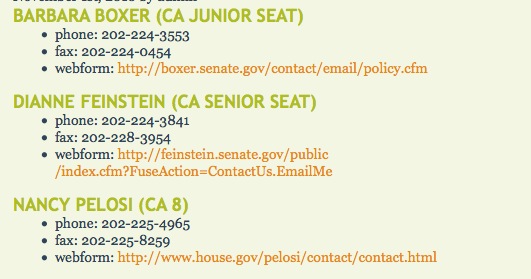 BARBARA BOXER (CA JUNIOR SEAT)
• phone: 202-224-3553
• fax: 202-224-0454
• webform: http://boxer.senate.gov/contact/email/policy.cfm
DIANNE FEINSTEIN (CA SENIOR SEAT)
• phone: 202-224-3841
• fax: 202-228-3954
• webform: http://feinstein.senate.gov/public
/index.cfm?FuseAction=ContactUs.EmailMe
NANCY PELOSI (CA 8)
• phone: 202-225-4965
• fax: 202-225-8259
• webform: http://www.house.gov/pelosi/contact/contact.html